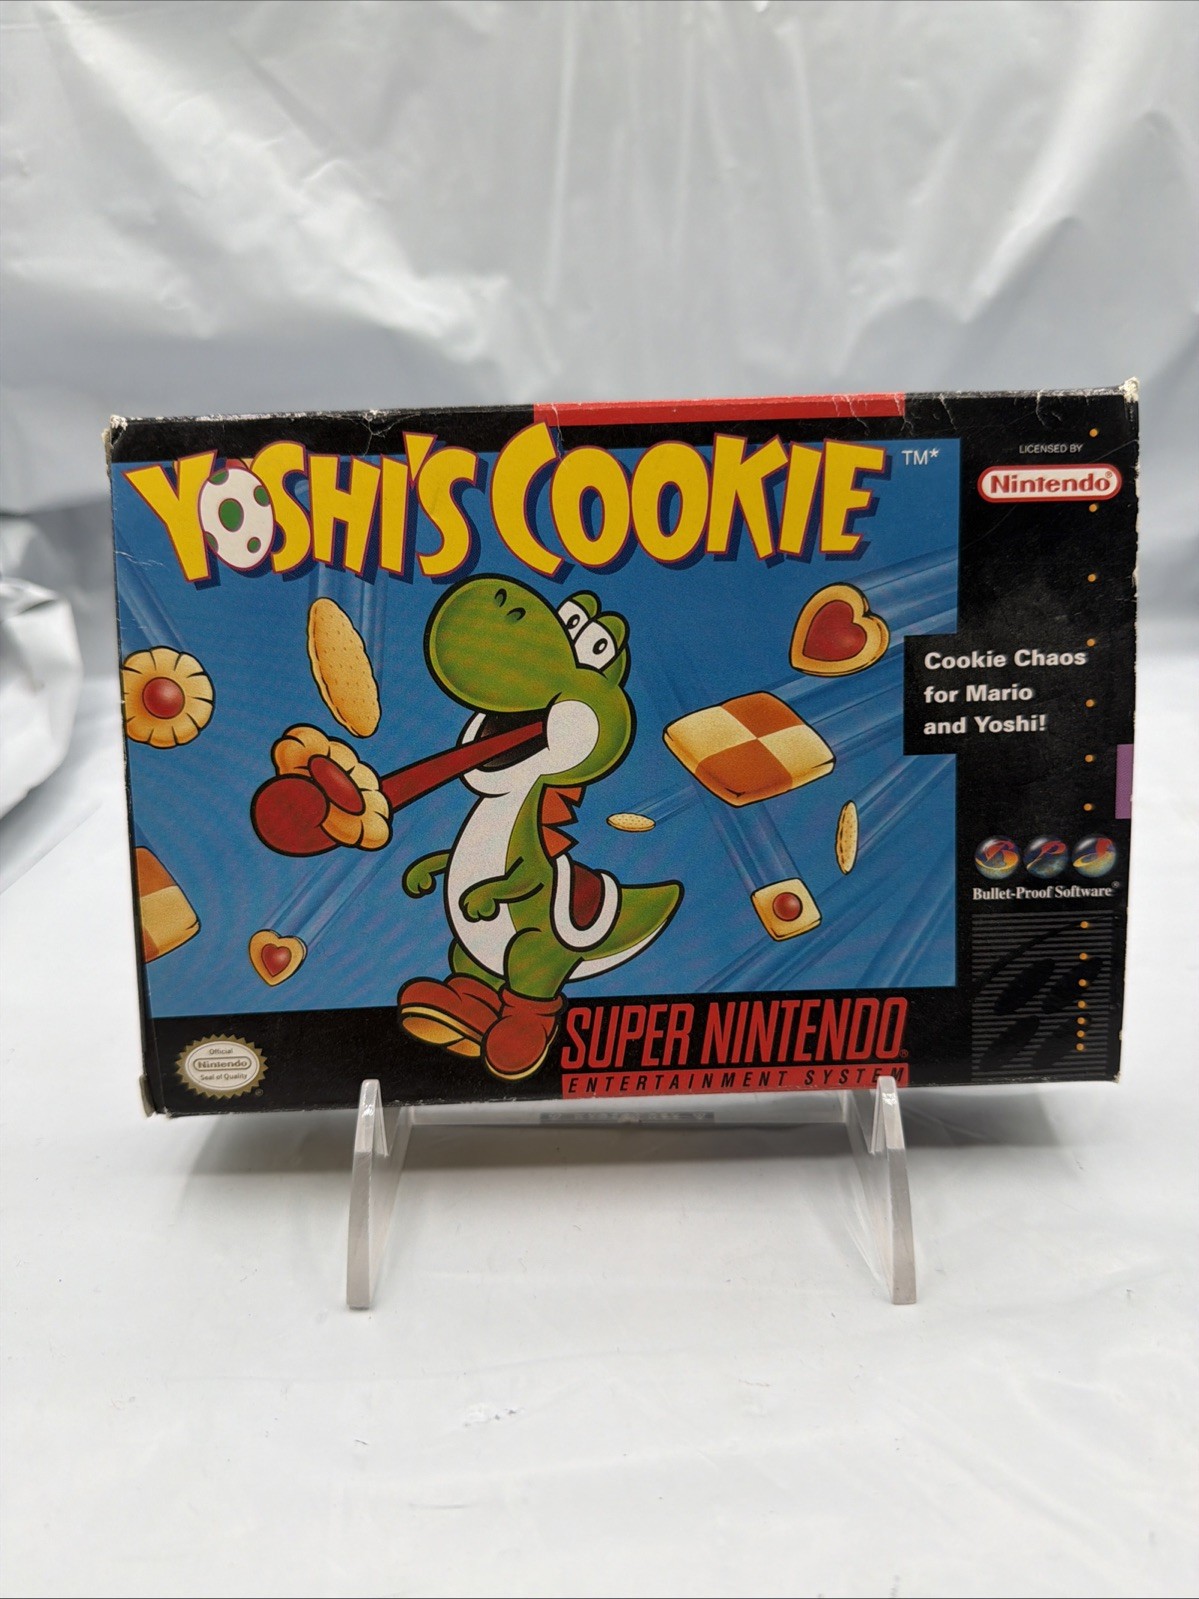 YOSHI'S COOKIE TM*
LICENSED BY
Nintendo®
Cookie Chaos
for Mario
and Yoshi!
Bullet-Proof Software®
SUPER NINTENDO®
ENTERTAINMENT SYSTEM
Official
Nintendo
Seal of Quality
®